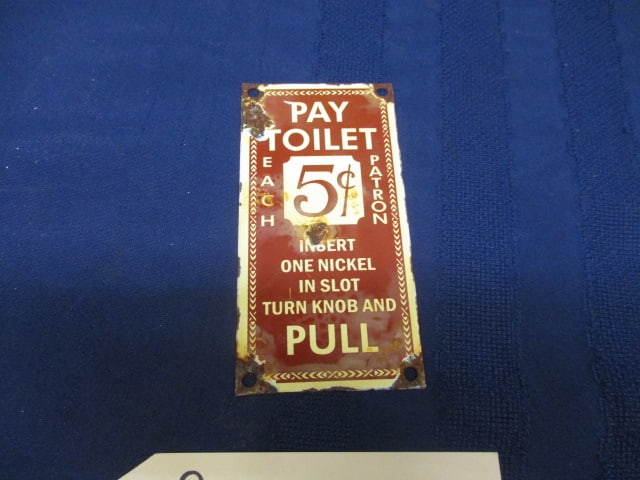 PAY
TOILET
EACH
5¢
PATRON
INSERT
ONE NICKEL
IN SLOT
TURN KNOB AND
PULL